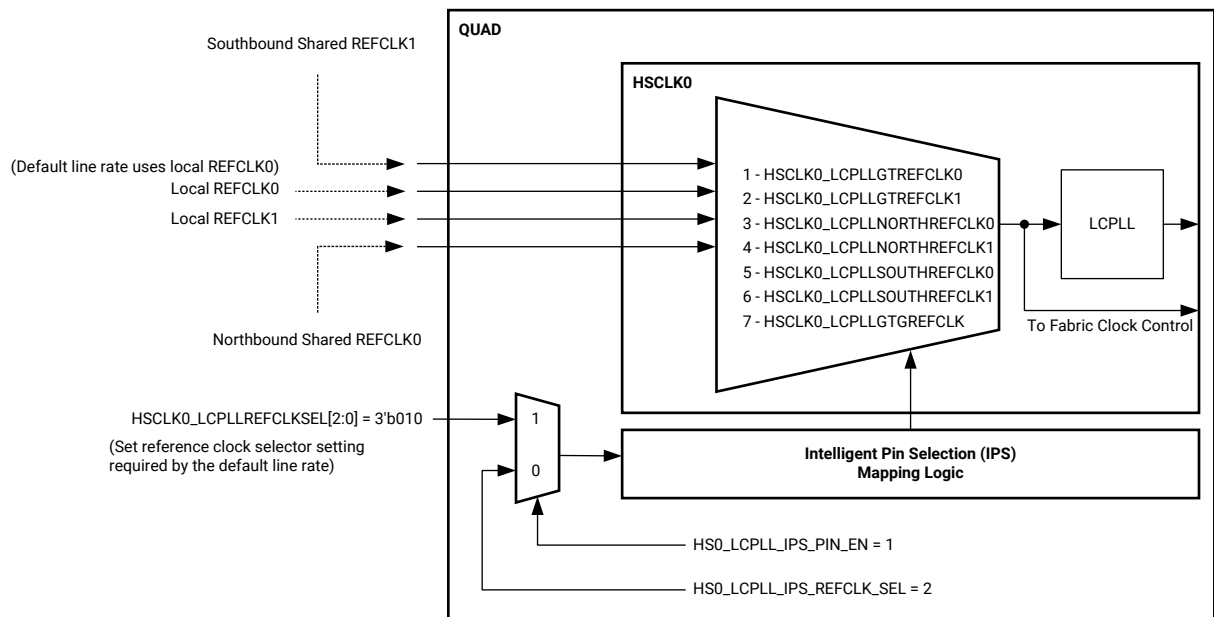 QUAD
Southbound Shared REFCLK1
HSCLK0
(Default line rate uses local REFCLK0)
Local REFCLK0
Local REFCLK1
Northbound Shared REFCLK0
1 - HSCLK0_LCPLLGTREFCLK0
2 - HSCLK0_LCPLLGTREFCLK1
3 - HSCLK0_LCPLLNORTHREFCLK0
4 - HSCLK0_LCPLLNORTHREFCLK1
5 - HSCLK0_LCPLLSOUTHREFCLK0
6 - HSCLK0_LCPLLSOUTHREFCLK1
7 - HSCLK0_LCPLLGTGREFCLK
LCPLL
To Fabric Clock Control
HSCLK0_LCPLLREFCLKSEL[2:0] = 3'b010
(Set reference clock selector setting
required by the default line rate)
1
0
Intelligent Pin Selection (IPS)
Mapping Logic
HS0_LCPLL_IPS_PIN_EN = 1
HS0_LCPLL_IPS_REFCLK_SEL = 2